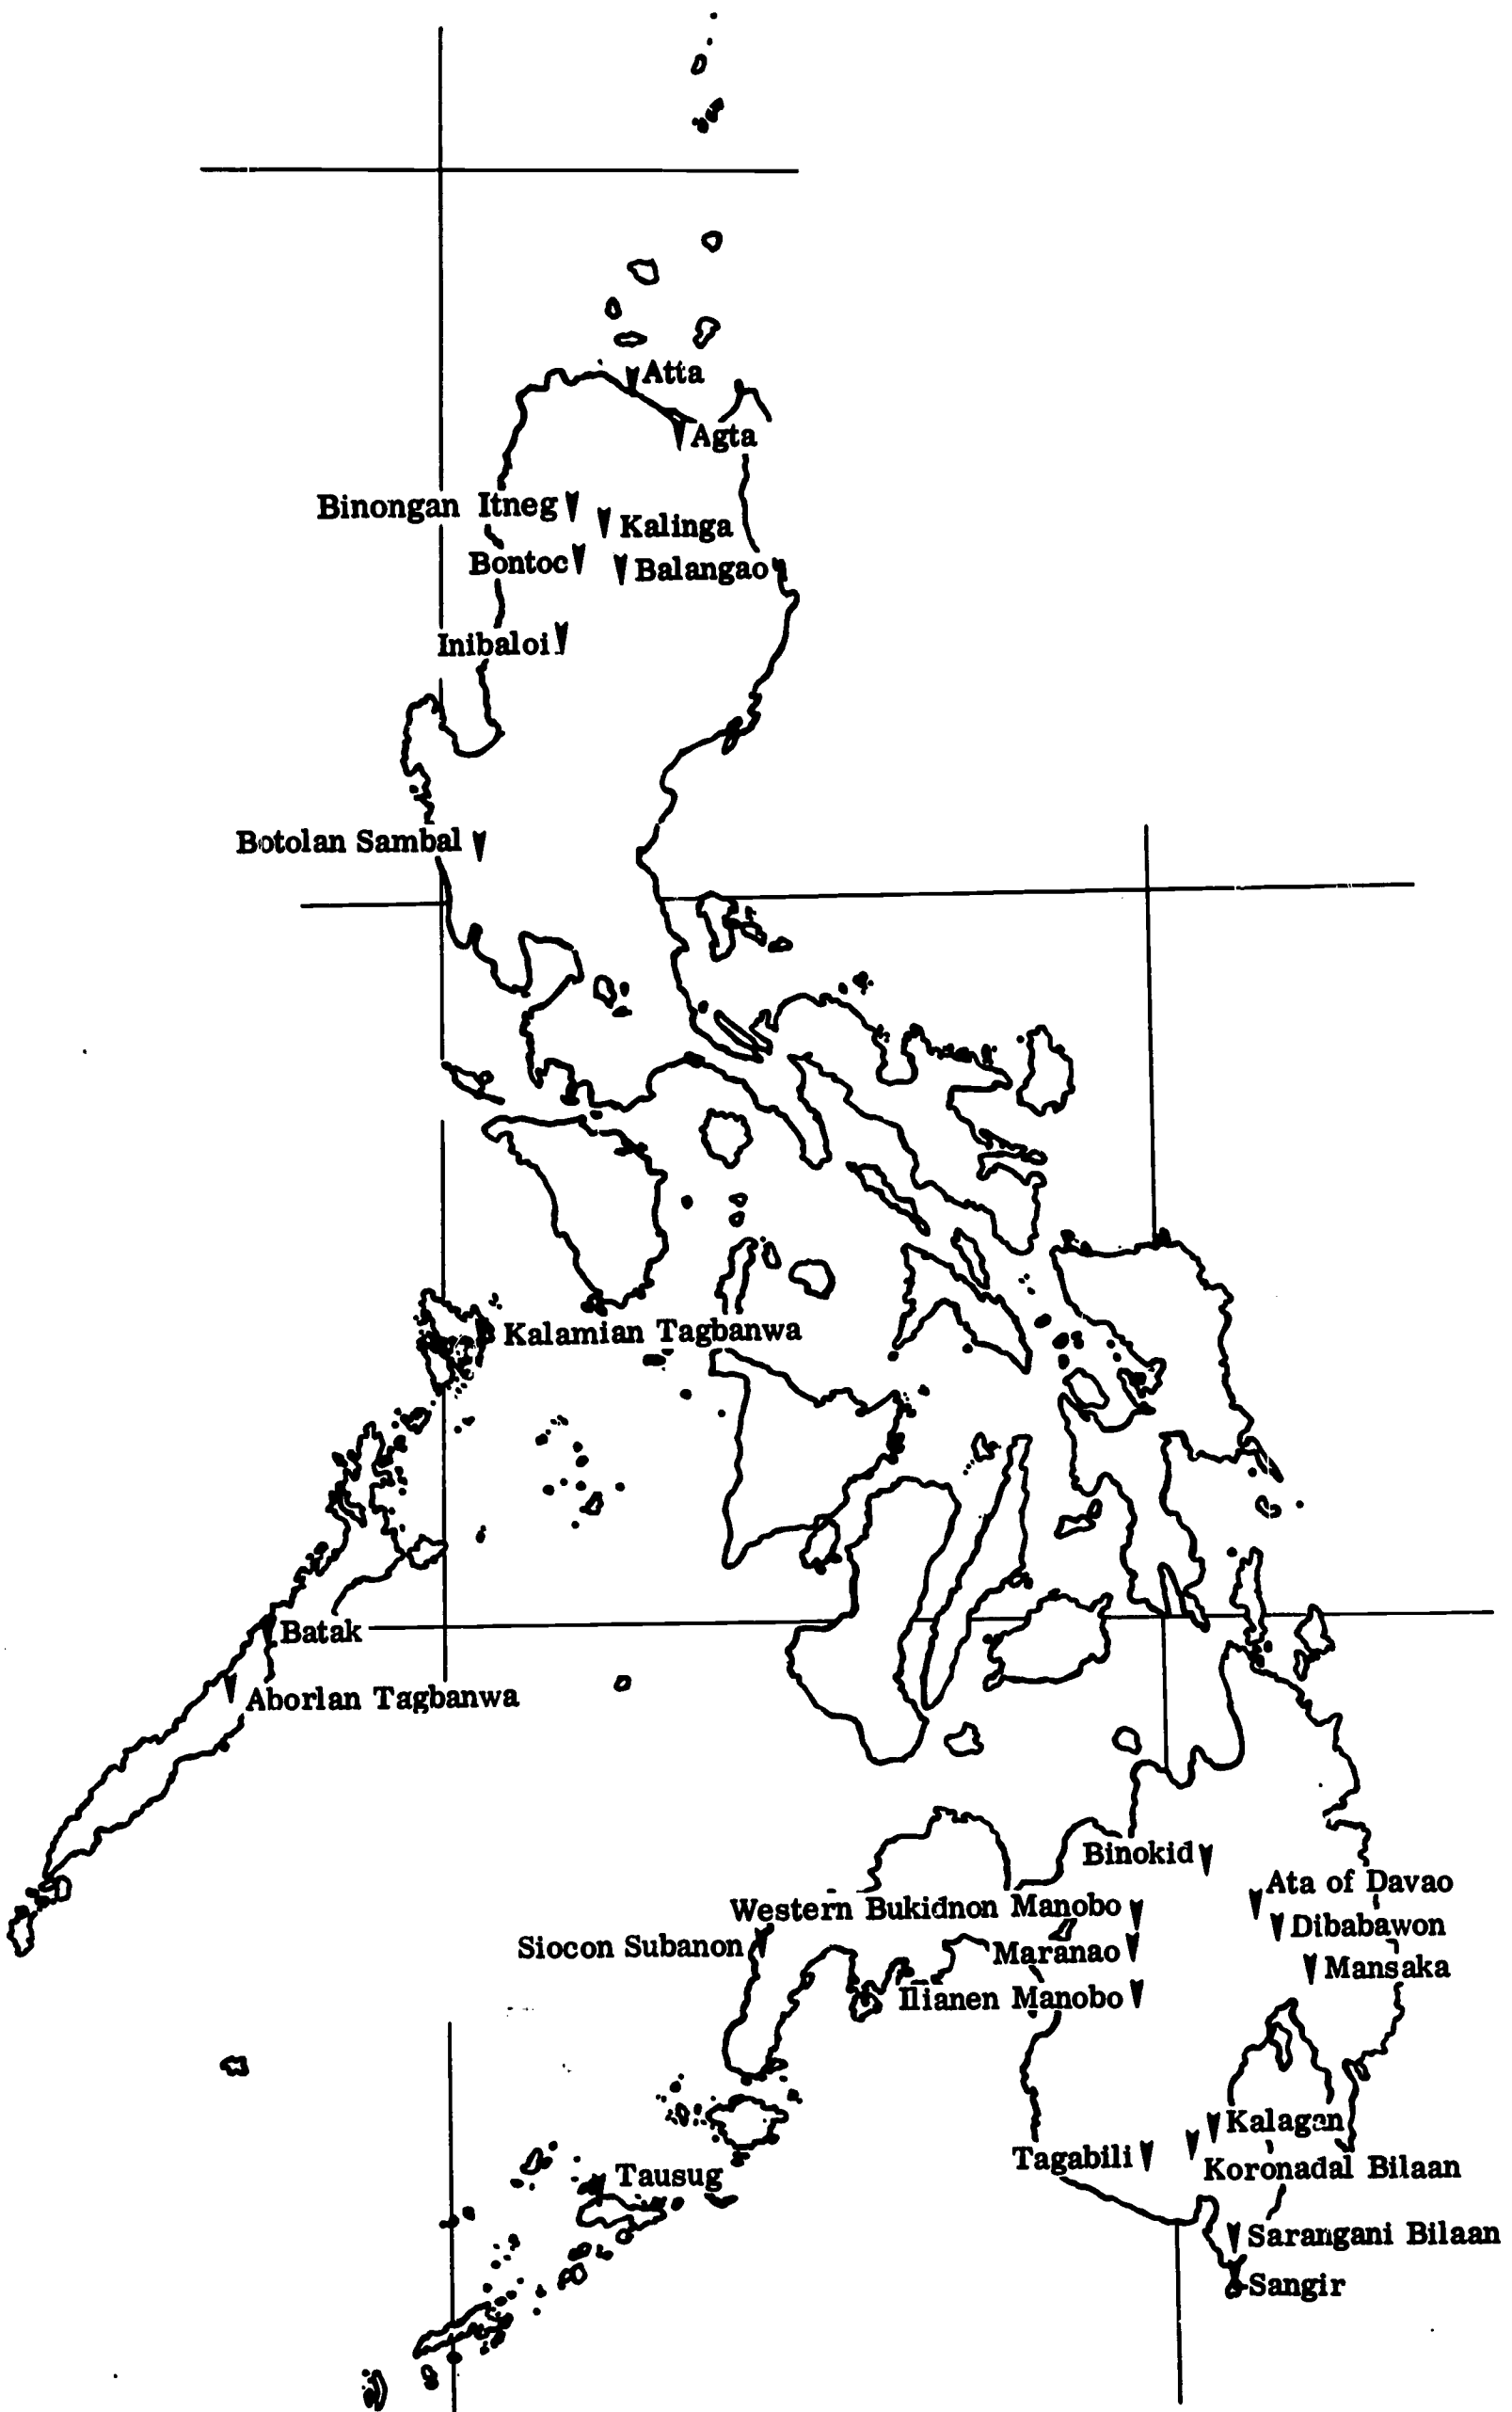 Atta
Agta
Binongan Itneg
Kalinga
Bontoc
Balangao
Inibaloi
Botolan Sambal
Kalamian Tagbanwa
Batak
Aborlan Tagbanwa
Binokid
Ata of Davao
Western Bukidnon Manobo
Dibabawon
Siocon Subanon
Maranao
Mansaka
Ilianen Manobo
Kalagan
Tagabili
Koronadal Bilaan
Tausug
Sarangani Bilaan
Sangir